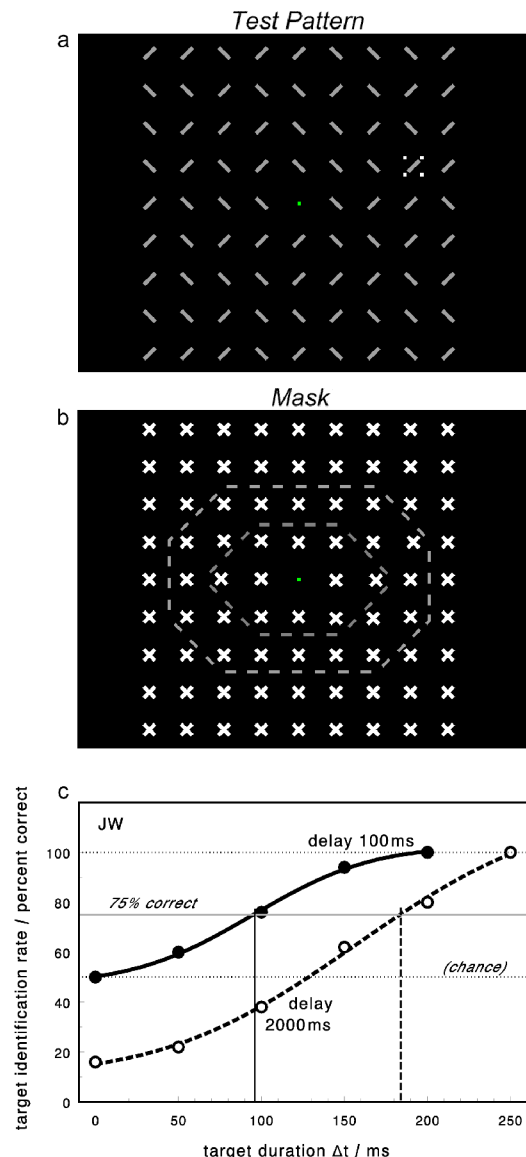 Test Pattern
a
Mask
b
c
JW
delay 100ms
75% correct
(chance)
delay
2000ms
target identification rate / percent correct
100
80
60
40
20
0
0 50 100 150 200 250
target duration Δt / ms